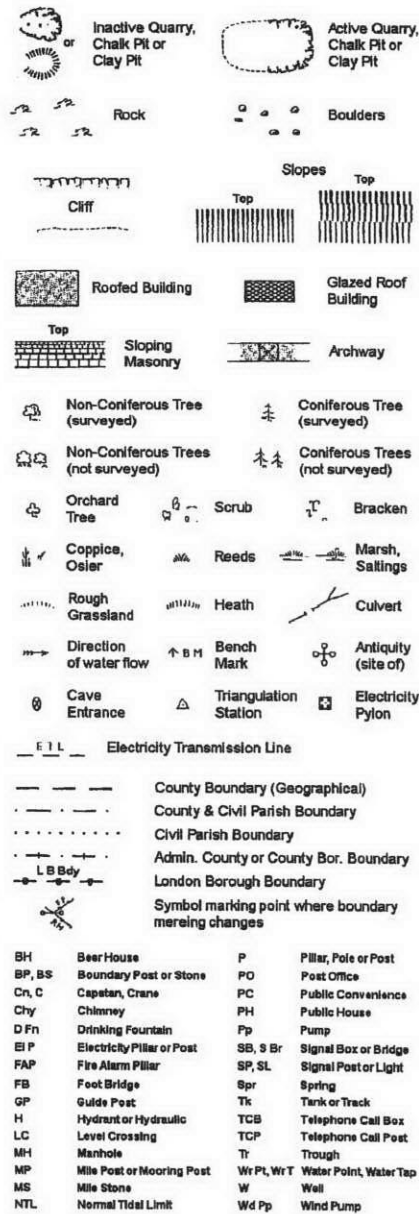 or
Inactive Quarry,
Chalk Pit or
Clay Pit
Active Quarry,
Chalk Pit or
Clay Pit
Rock
Boulders
Cliff
Slopes
Top
Top
Roofed Building
Glazed Roof
Building
Top
Sloping
Masonry
Archway
Non-Coniferous Tree
(surveyed)
Coniferous Tree
(surveyed)
Non-Coniferous Trees
(not surveyed)
Coniferous Trees
(not surveyed)
Orchard
Tree
Scrub
Bracken
Coppice,
Osier
Reeds
Marsh,
Saltings
Rough
Grassland
Heath
Culvert
Direction
of water flow
B M
Bench
Mark
Antiquity
(site of)
Cave
Entrance
Triangulation
Station
Electricity
Pylon
E T L Electricity Transmission Line
County Boundary (Geographical)
County & Civil Parish Boundary
Civil Parish Boundary
Admin. County or County Bor. Boundary
L B Bdy
London Borough Boundary
Symbol marking point where boundary
mereing changes
BH Beer House P Pillar, Pole or Post
BP, BS Boundary Post or Stone PO Post Office
Cn, C Capstan, Crane PC Public Convenience
Chy Chimney PH Public House
D Fn Drinking Fountain Pp Pump
El P Electricity Pillar or Post SB, S Br Signal Box or Bridge
FAP Fire Alarm Pillar SP, SL Signal Post or Light
FB Foot Bridge Spr Spring
GP Guide Post Tk Tank or Track
H Hydrant or Hydraulic TCB Telephone Call Box
LC Level Crossing TCP Telephone Call Post
MH Manhole Tr Trough
MP Mile Post or Mooring Post Wr Pt, Wr T Water Point, Water Tap
MS Mile Stone W Well
NTL Normal Tidal Limit Wd Pp Wind Pump